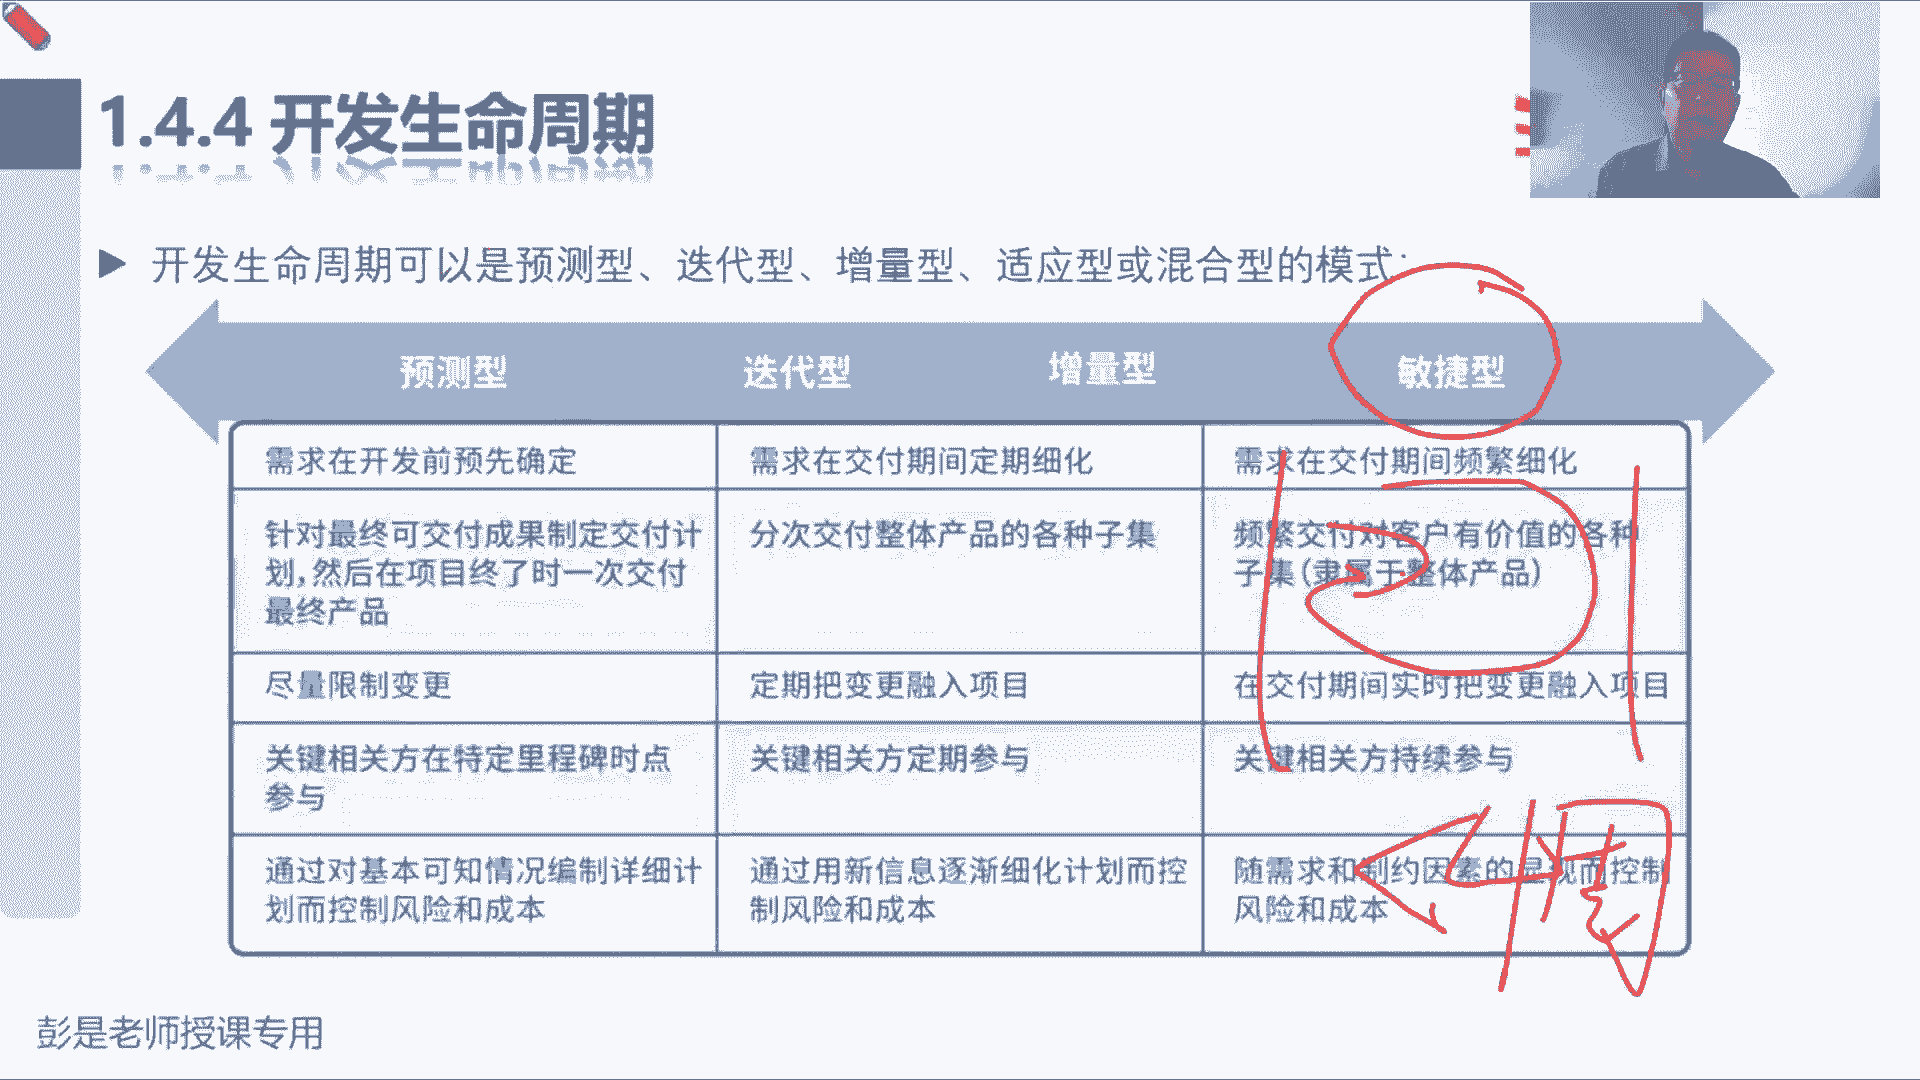 1.4.4 开发生命周期
开发生命周期可以是预测型、迭代型、增量型、适应型或混合型的模式:
预测型 迭代型 增量型 敏捷型
需求在开发前预先确定
需求在交付期间定期细化
需求在交付期间频繁细化
针对最终可交付成果制定交付计
划,然后在项目终了时一次交付
最终产品
分次交付整体产品的各种子集
频繁交付对客户有价值的各种
子集(隶属于整体产品)
尽量限制变更
定期把变更融入项目
在交付期间实时把变更融入项目
关键相关方在特定里程碑时点
参与
关键相关方定期参与
关键相关方持续参与
通过对基本可知情况编制详细计
划而控制风险和成本
通过用新信息逐渐细化计划而控
制风险和成本
随需求和制约因素的显现而控制
风险和成本
彭是老师授课专用